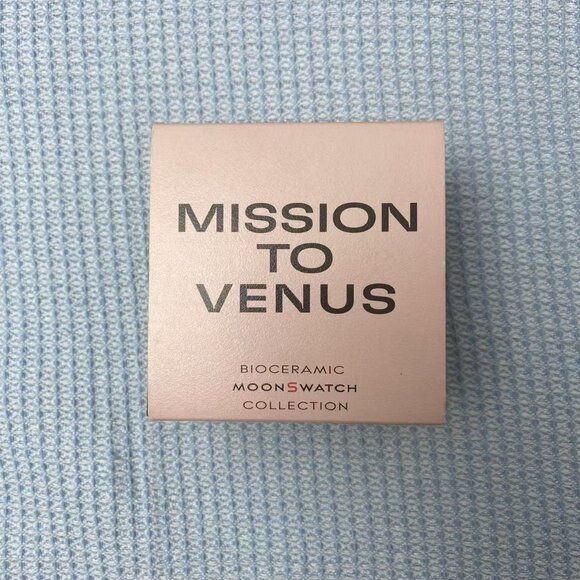 MISSION
TO
VENUS
BIOCERAMIC
MOONSWATCH
COLLECTION